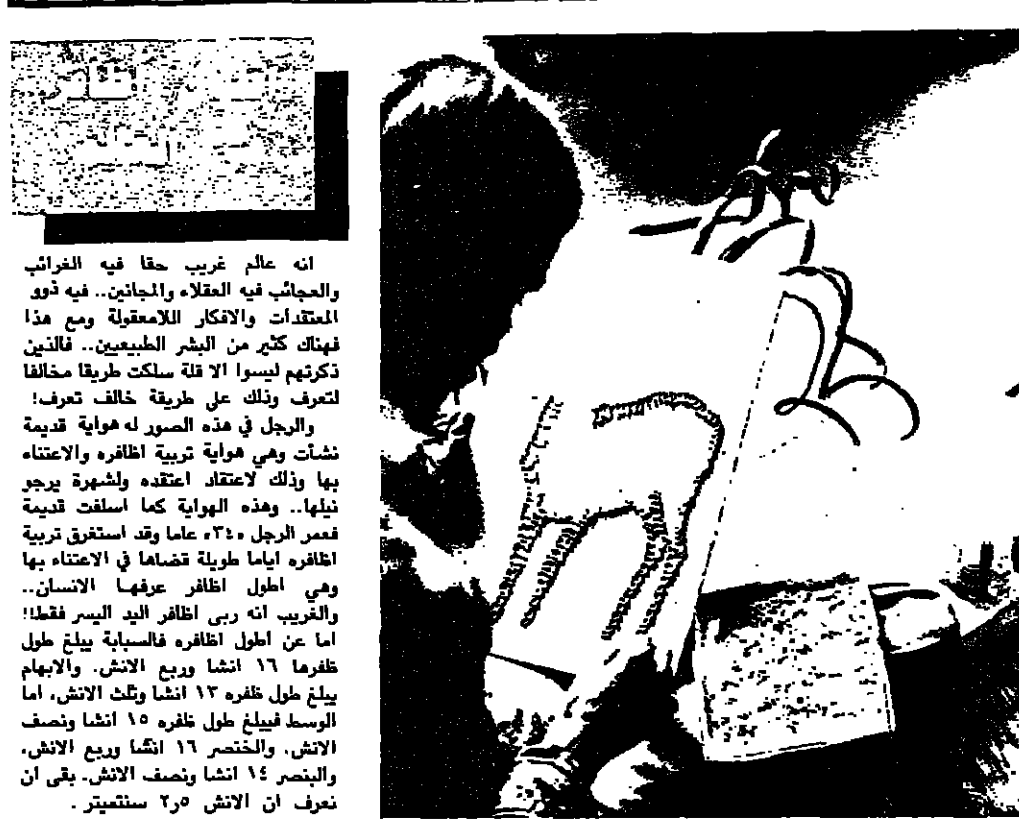 انه عالم غريب حقا فيه الغرائب
والعجائب فيه العقلاء والمجانين.. فيه ذوو
المعتقدات والافكار اللامعقولة ومع هذا
فهناك كثير من البشر الطبيعيين.. فالذين
ذكرتهم ليسوا الا قلة سلكت طريقا مخالفا
لتعرف وذلك على طريقة خالف تعرف!
والرجل في هذه الصور له هواية قديمة
نشأت وهي هواية تربية اظافره والاعتناء
بها وذلك لاعتقاد اعتقده ولشهرة يرجو
نيلها.. وهذه الهواية كما اسلفت قديمة
فعمر الرجل «٣٤» عاما وقد استغرق تربية
اظافره اياما طويلة قضاها في الاعتناء بها
وهي اطول اظافر عرفها الانسان..
والغريب انه ربى اظافر اليد اليسر فقط!!
اما عن اطول اظافره فالسبابة يبلغ طول
ظفرها ١٦ انشا وربع الانش. والابهام
يبلغ طول ظفره ١٣ انشا وثلث الانش، اما
الوسط فيبلغ طول ظفره ١٥ انشا ونصف
الانش. والخنصر ١٦ انشا وربع الانش.
والبنصر ١٤ انشا ونصف الانش. بقى ان
نعرف ان الانش ٢٫٥ سنتميتر.